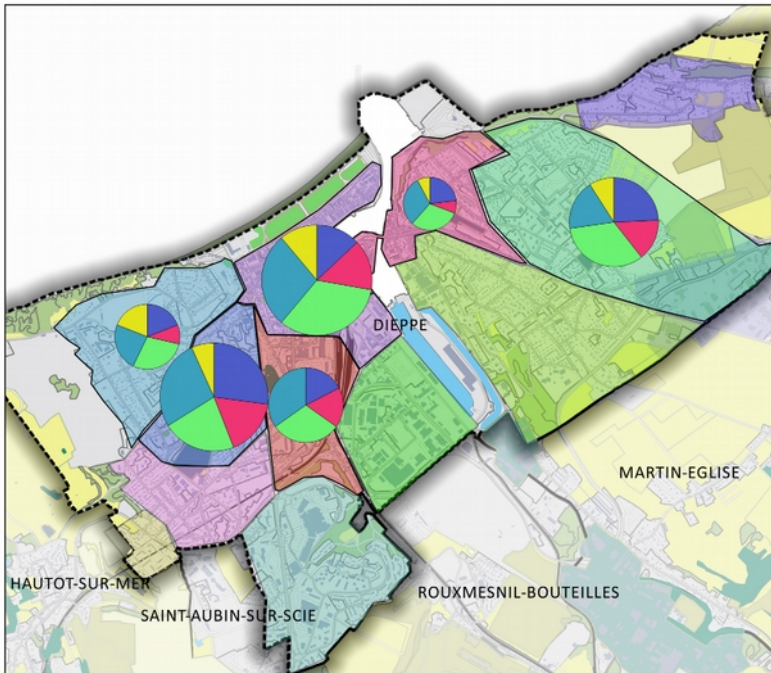 DIEPPE
MARTIN-EGLISE
HAUTOT-SUR-MER
ROUXMESNIL-BOUTEILLES
SAINT-AUBIN-SUR-SCIE